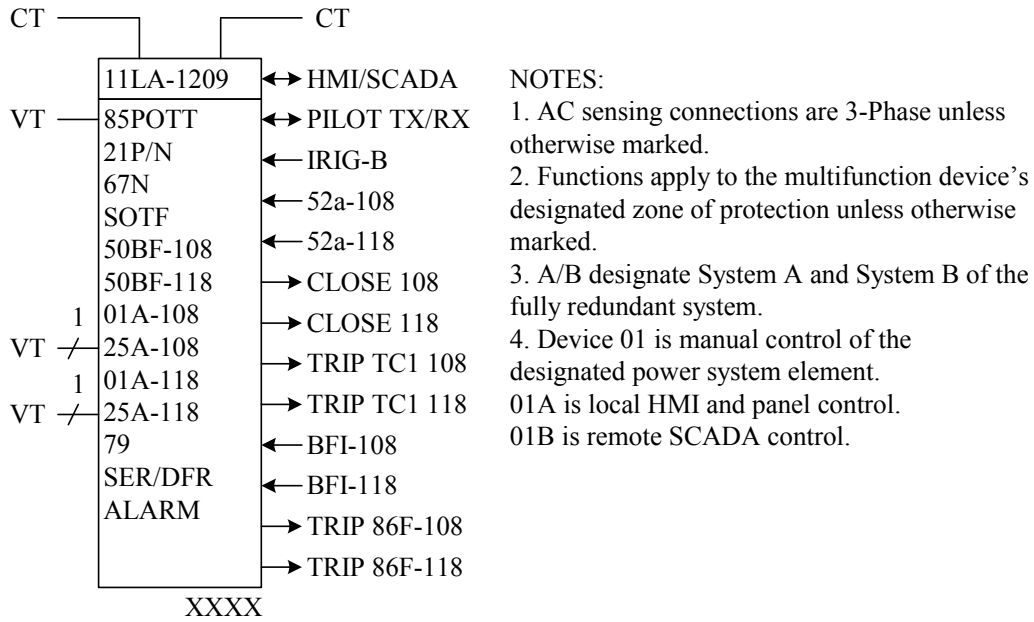 CT CT
11LA-1209 HMI/SCADA
VT 85POTT PILOT TX/RX
21P/N IRIG-B
67N 52a-108
SOTF 52a-118
50BF-108 CLOSE 108
50BF-118 CLOSE 118
1 01A-108 TRIP TC1 108
VT 25A-108 TRIP TC1 118
1 01A-118 BFI-108
VT 25A-118 BFI-118
79 TRIP 86F-108
SER/DFR TRIP 86F-118
ALARM
XXXX
NOTES:
1. AC sensing connections are 3-Phase unless
otherwise marked.
2. Functions apply to the multifunction device’s
designated zone of protection unless otherwise
marked.
3. A/B designate System A and System B of the
fully redundant system.
4. Device 01 is manual control of the
designated power system element.
01A is local HMI and panel control.
01B is remote SCADA control.